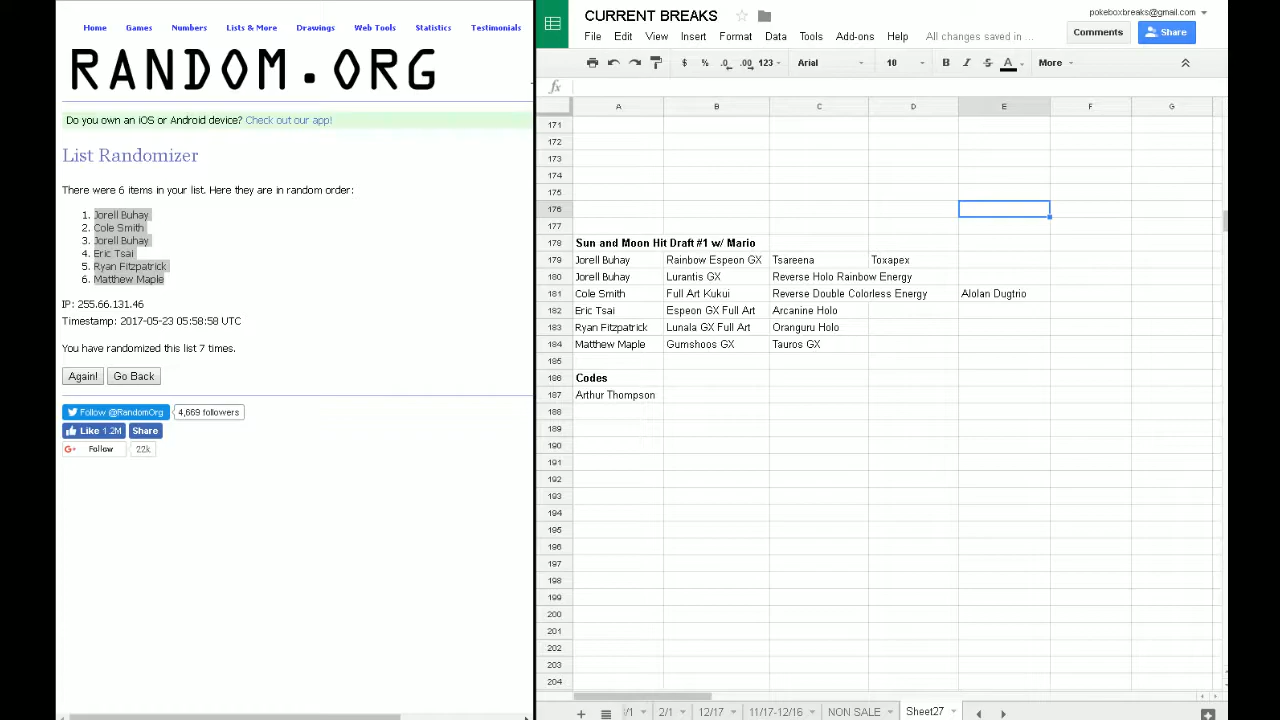 Home Games Numbers Lists & More Drawings Web Tools Statistics Testimonials
RANDOM.ORG
Do you own an iOS or Android device? Check out our app!
List Randomizer
There were 6 items in your list. Here they are in random order:
1. Jorell Buhay
2. Cole Smith
3. Jorell Buhay
4. Eric Tsai
5. Ryan Fitzpatrick
6. Matthew Maple
IP: 255.66.131.46
Timestamp: 2017-05-23 05:58:58 UTC
You have randomized this list 7 times.
Again! Go Back
Follow @RandomOrg 4,669 followers
Like 1.2M Share
G+ Follow 22k
CURRENT BREAKS
pokeboxbreaks@gmail.com
File Edit View Insert Format Data Tools Add-ons Help All changes saved in ...
Comments Share
$ % .0 .00 123 Arial 10 B I S A More
fx
A B C D E F G
171
172
173
174
175
176
177
178 Sun and Moon Hit Draft #1 w/ Mario
179 Jorell Buhay Rainbow Espeon GX Tsareena Toxapex
180 Jorell Buhay Lurantis GX Reverse Holo Rainbow Energy
181 Cole Smith Full Art Kukui Reverse Double Colorless Energy Alolan Dugtrio
182 Eric Tsai Espeon GX Full Art Arcanine Holo
183 Ryan Fitzpatrick Lunala GX Full Art Oranguru Holo
184 Matthew Maple Gumshoos GX Tauros GX
185
186 Codes
187 Arthur Thompson
188
189
190
191
192
193
194
195
196
197
198
199
200
201
202
203
204
/1 2/1 12/17 11/17-12/16 NON SALE Sheet27